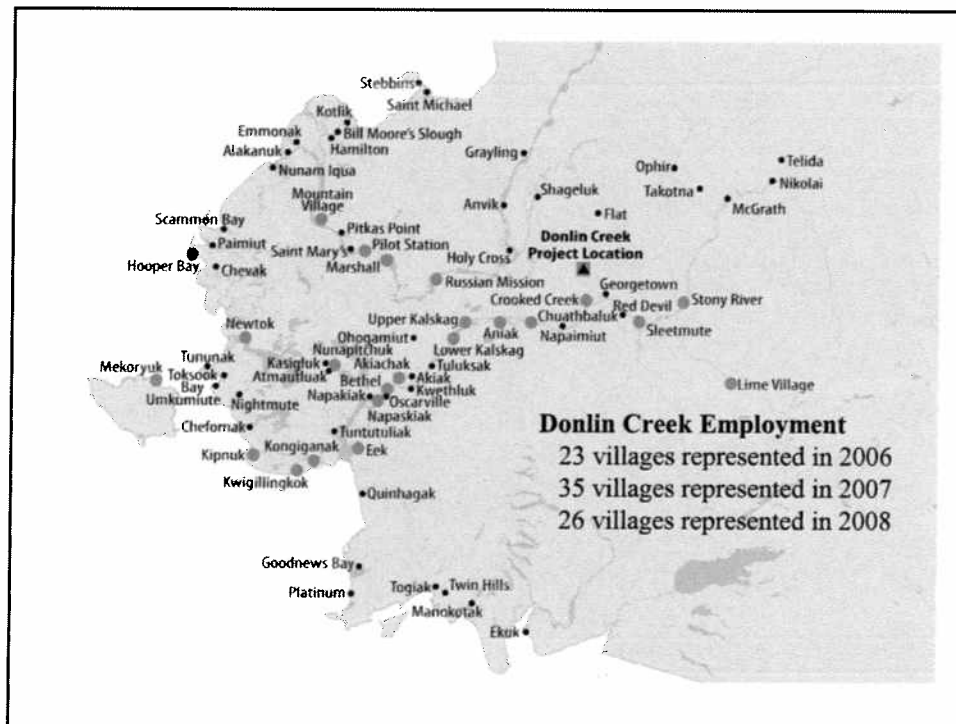 Stebbins
Saint Michael
Kotlik
Bill Moore's Slough
Hamilton
Emmonak
Alakanuk
Nunam Iqua
Grayling
Ophir
Telida
Nikolai
Takotna
McGrath
Shageluk
Anvik
Flat
Mountain
Village
Scammon Bay
Pitkas Point
Paimiut
Saint Mary's
Pilot Station
Hooper Bay
Chevak
Marshall
Holy Cross
Donlin Creek
Project Location
Russian Mission
Georgetown
Crooked Creek
Red Devil
Stony River
Newtok
Upper Kalskag
Chuathbaluk
Aniak
Napaimiut
Sleetmute
Ohogamiut
Nunapitchuk
Lower Kalskag
Mekoryuk
Tununak
Kasigluk
Akiachak
Tuluksak
Toksook
Bay
Atmautluak
Bethel
Akiak
Lime Village
Umkumiute
Kwethluk
Nightmute
Napakiak
Oscarville
Napaskiak
Chefornak
Tuntutuliak
Kongiganak
Eek
Kipnuk
Kwigillingkok
Quinhagak
Goodnews Bay
Platinum
Togiak
Twin Hills
Manokotak
Ekuk
Donlin Creek Employment
23 villages represented in 2006
35 villages represented in 2007
26 villages represented in 2008